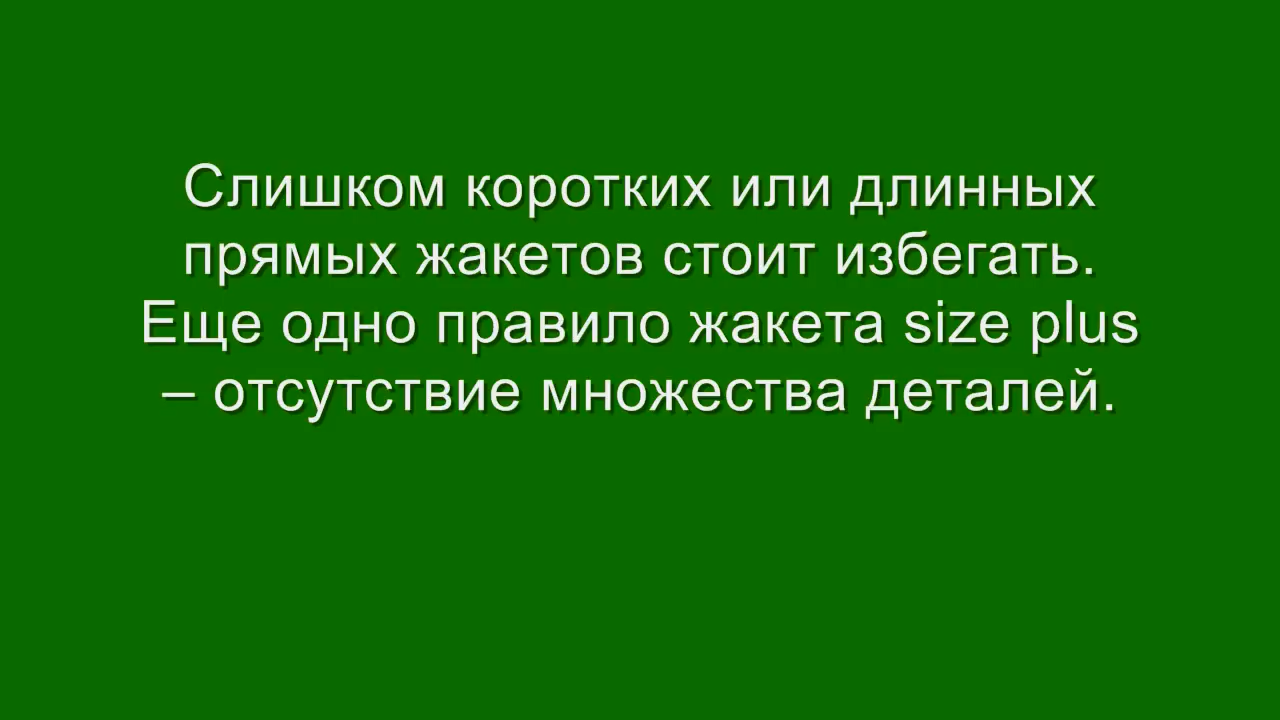 Слишком коротких или длинных
прямых жакетов стоит избегать.
Еще одно правило жакета size plus
– отсутствие множества деталей.